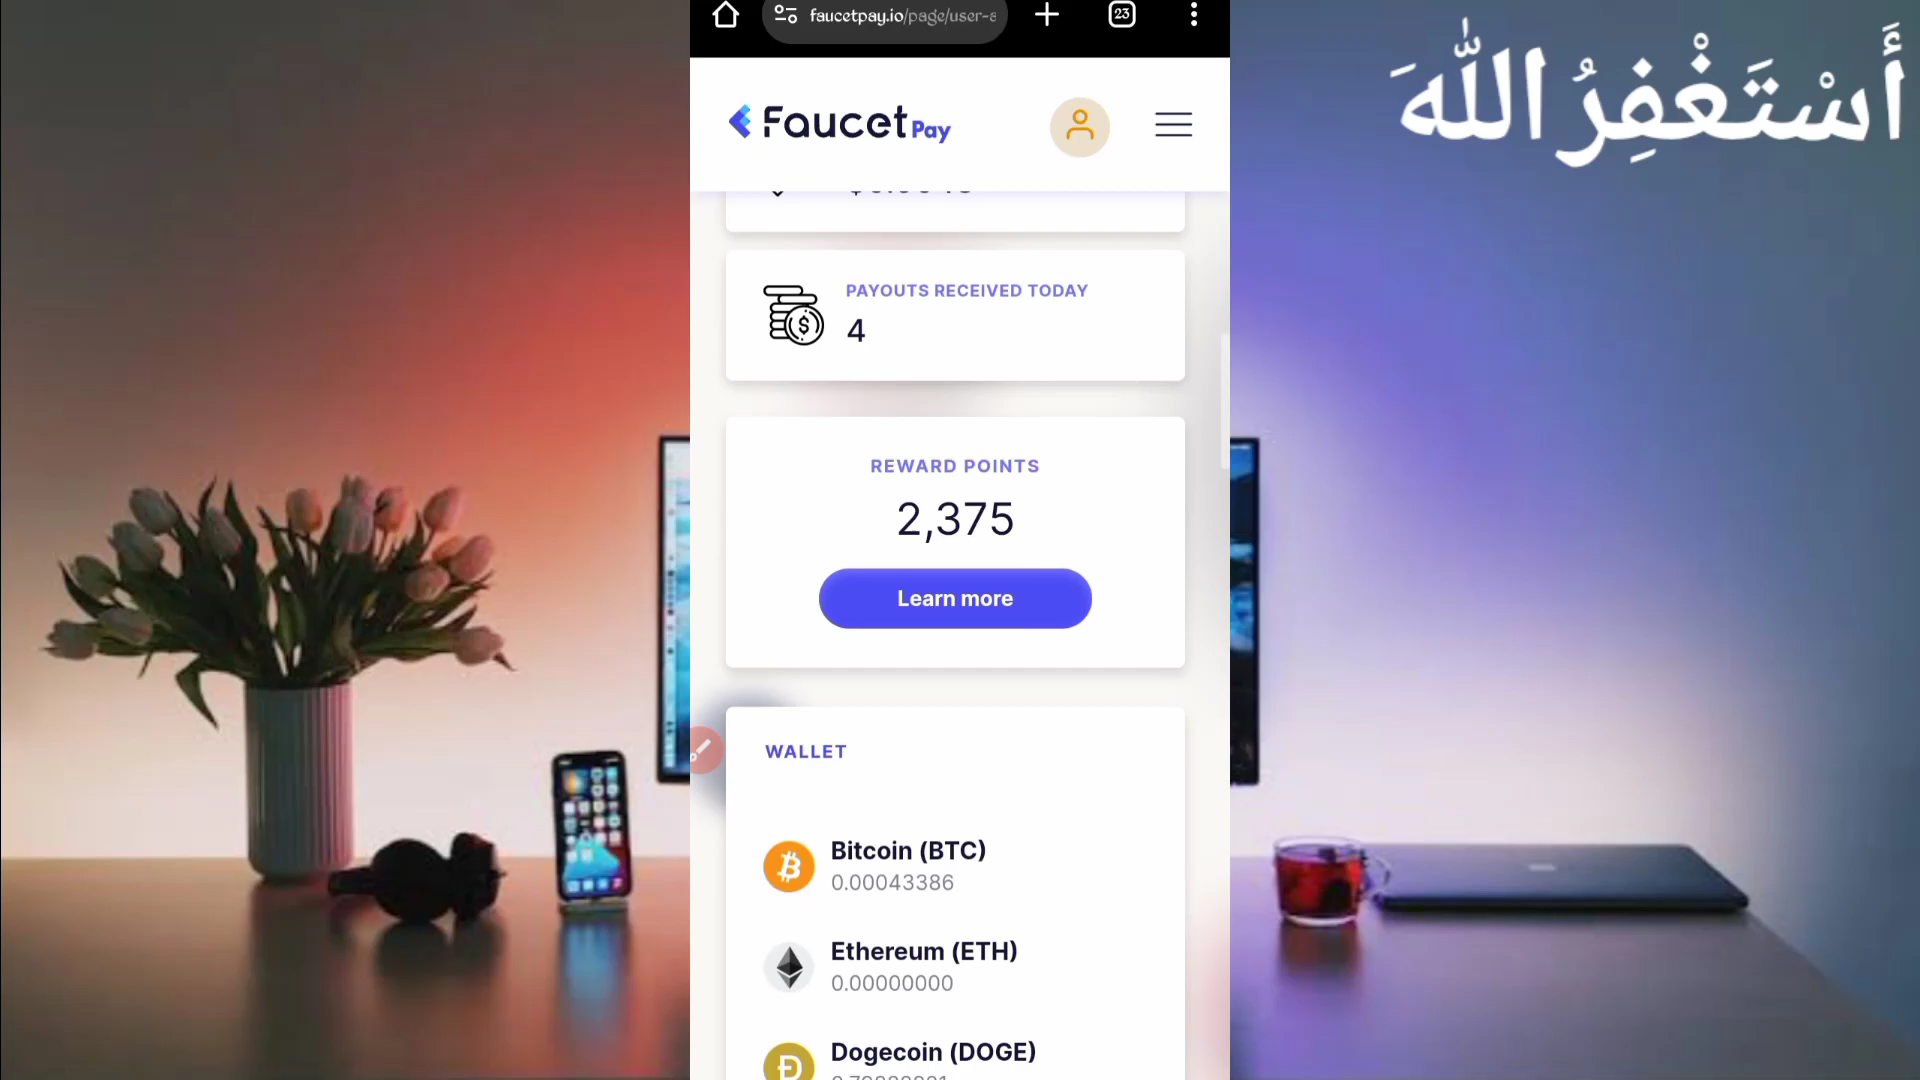 faucetpay.io/page/user-a
23
أَسْتَغْفِرُ اللّٰهَ
Faucet Pay
PAYOUTS RECEIVED TODAY
4
REWARD POINTS
2,375
Learn more
WALLET
Bitcoin (BTC)
0.00043386
Ethereum (ETH)
0.00000000
Dogecoin (DOGE)